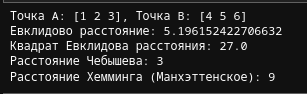 Точка A: [1 2 3], Точка B: [4 5 6]
Евклидово расстояние: 5.196152422706632
Квадрат Евклидова расстояния: 27.0
Расстояние Чебышева: 3
Расстояние Хемминга (Манхэттенское): 9